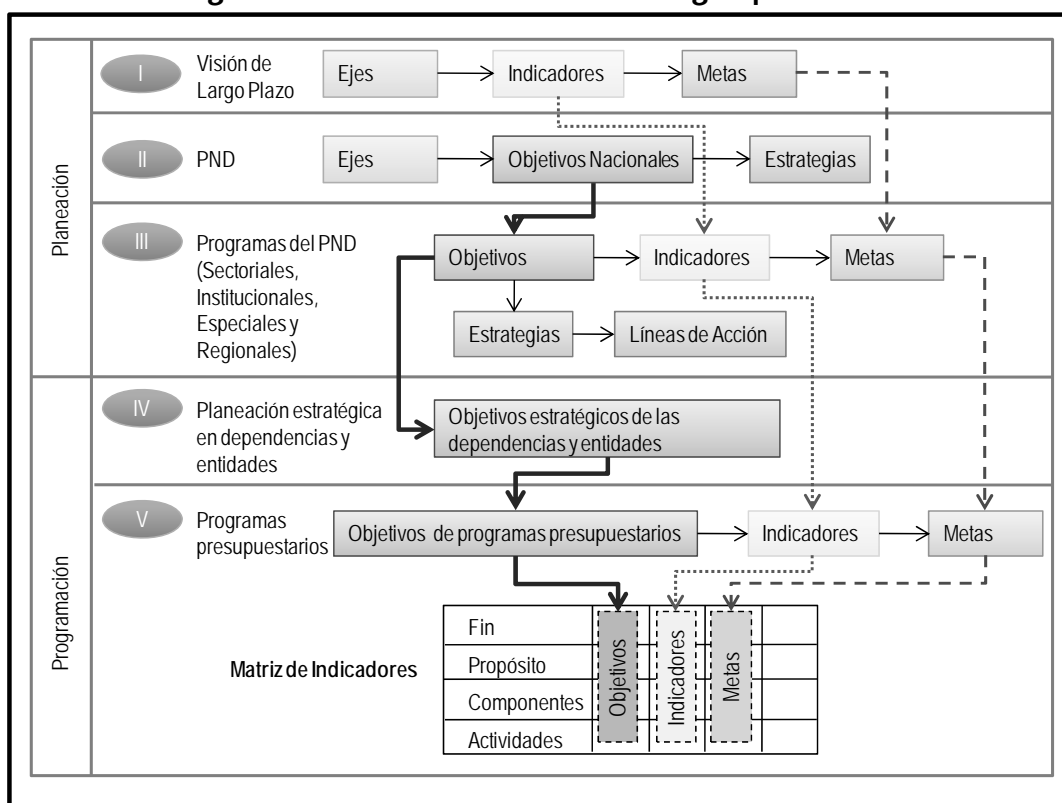 Planeación
I
Visión de
Largo Plazo
Ejes
Indicadores
Metas
II
PND
Ejes
Objetivos Nacionales
Estrategias
III
Programas del PND
(Sectoriales,
Institucionales,
Especiales y
Regionales)
Objetivos
Indicadores
Metas
Estrategias
Líneas de Acción
Programación
IV
Planeación estratégica
en dependencias y
entidades
Objetivos estratégicos de las
dependencias y entidades
V
Programas
presupuestarios
Objetivos de programas presupuestarios
Indicadores
Metas
Matriz de Indicadores
Fin
Propósito
Componentes
Actividades
Objetivos
Indicadores
Metas